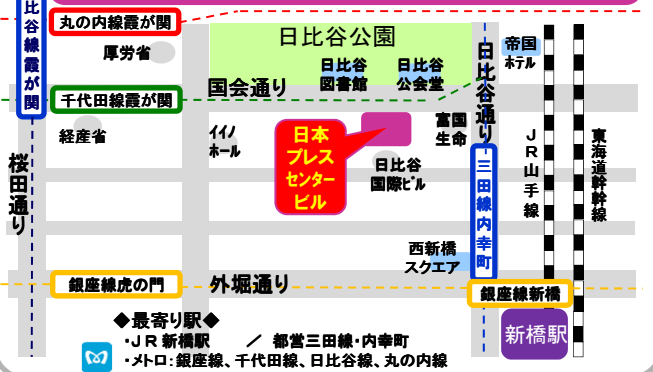 日比谷線霞が関
丸の内線霞が関
厚労省
日比谷公園
日比谷
図書館
日比谷
公会堂
日比谷通り
帝国
ホテル
国会通り
千代田線霞が関
経産省
イイノ
ホール
日本
プレス
センター
ビル
富国
生命
日比谷
国際ビル
三田線内幸町
JR山手線
東海道幹幹線
桜田通り
西新橋
スクエア
銀座線虎の門
外堀通り
銀座線新橋
新橋駅
◆最寄り駅◆
・JR新橋駅 / 都営三田線・内幸町
・メトロ:銀座線、千代田線、日比谷線、丸の内線